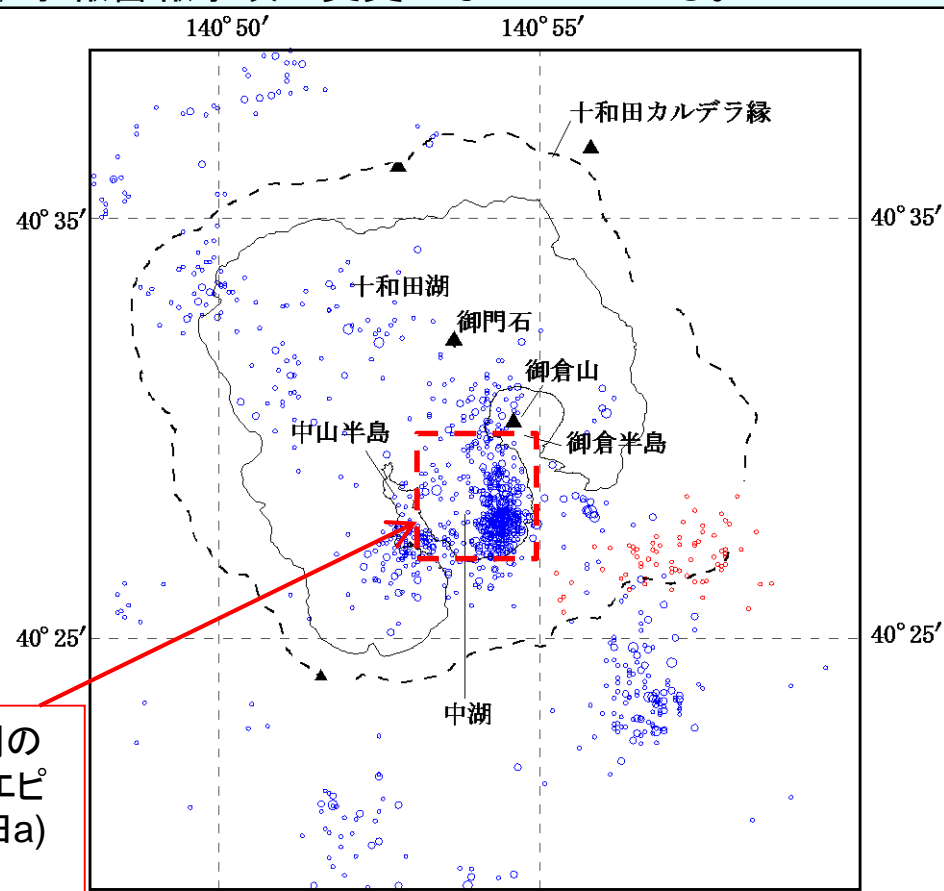 140°50′ 140°55′
十和田カルデラ縁
40°35′ 40°35′
十和田湖
御門石
御倉山
中山半島
御倉半島
40°25′ 40°25′
中湖
の
エピ
a)